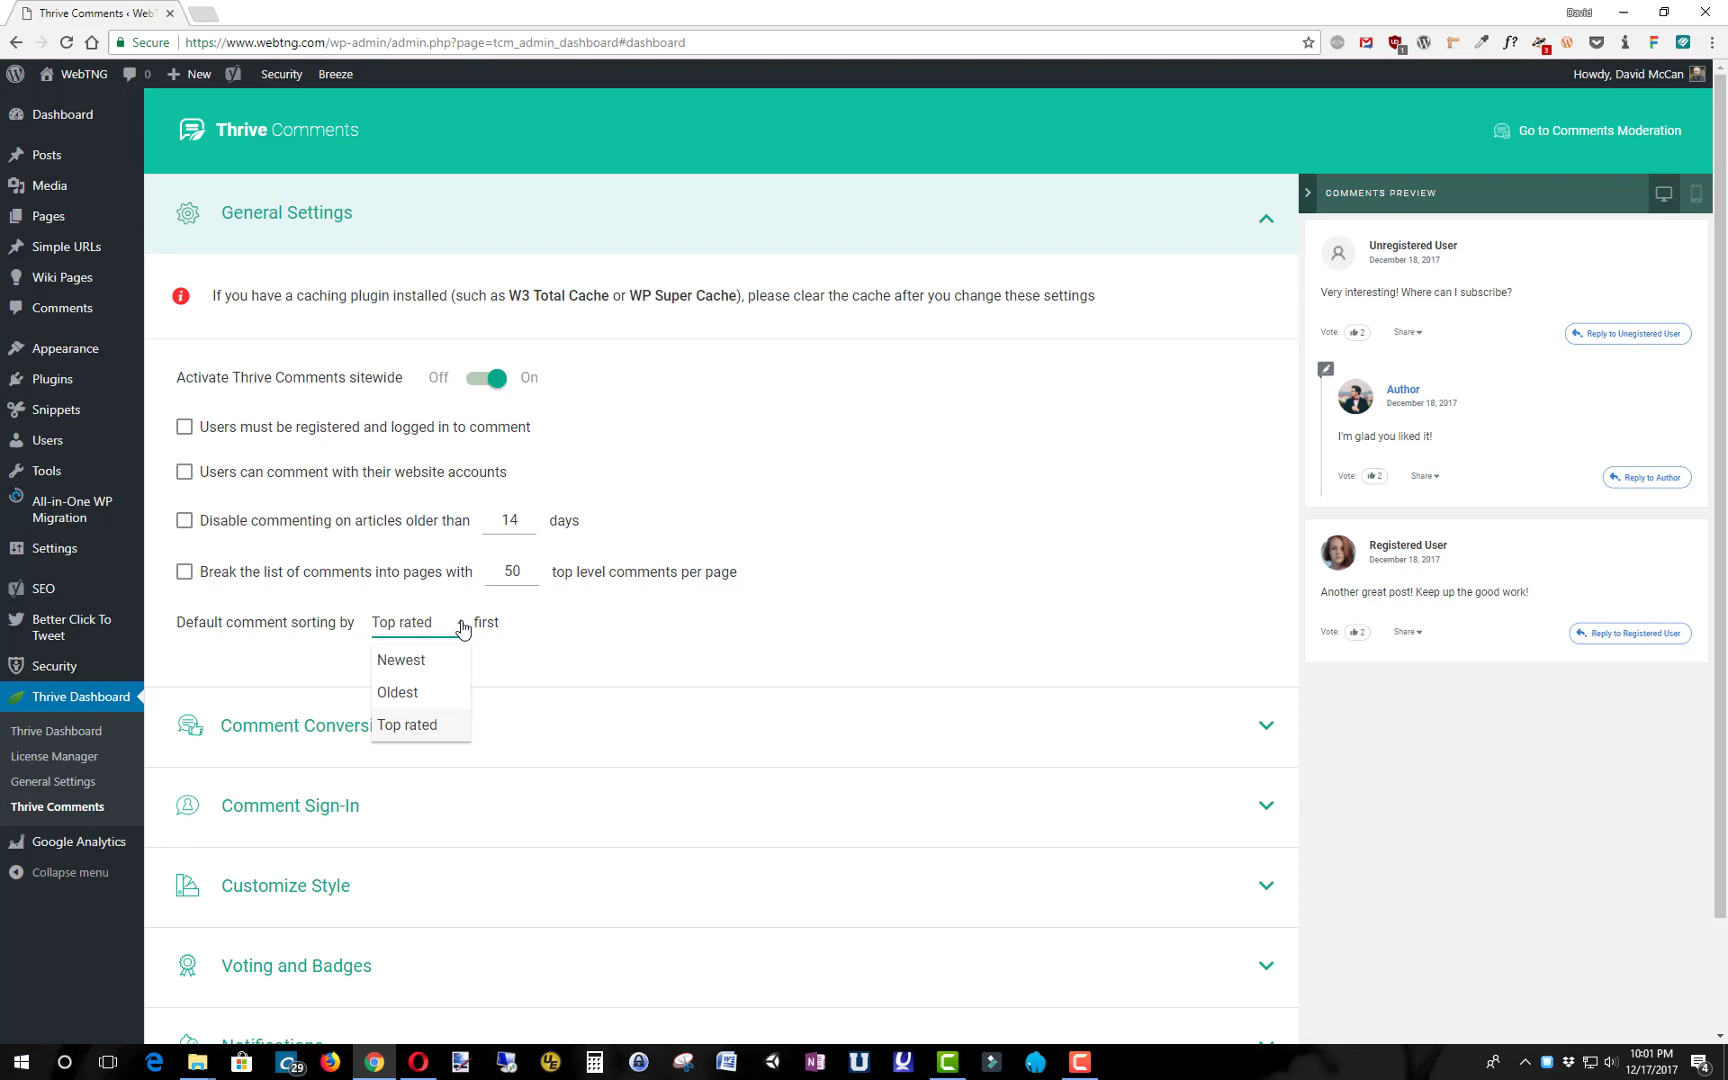 Thrive Comments ‹ WebT
David
Secure
https://www.webtng.com/wp-admin/admin.php?page=tcm_admin_dashboard#dashboard
WebTNG
0
New
Security
Breeze
Howdy, David McCan
Dashboard
Posts
Media
Pages
Simple URLs
Wiki Pages
Comments
Appearance
Plugins
Snippets
Users
Tools
All-in-One WP
Migration
Settings
SEO
Better Click To
Tweet
Security
Thrive Dashboard
Thrive Dashboard
License Manager
General Settings
Thrive Comments
Google Analytics
Collapse menu
Thrive Comments
Go to Comments Moderation
General Settings
If you have a caching plugin installed (such as W3 Total Cache or WP Super Cache), please clear the cache after you change these settings
Activate Thrive Comments sitewide Off On
Users must be registered and logged in to comment
Users can comment with their website accounts
Disable commenting on articles older than 14 days
Break the list of comments into pages with 50 top level comments per page
Default comment sorting by Top rated first
Newest
Oldest
Top rated
Comment Conversi
Comment Sign-In
Customize Style
Voting and Badges
Notifications
COMMENTS PREVIEW
Unregistered User
December 18, 2017
Very interesting! Where can I subscribe?
Vote: 2 Share Reply to Unegistered User
Author
December 18, 2017
I'm glad you liked it!
Vote: 2 Share Reply to Author
Registered User
December 18, 2017
Another great post! Keep up the good work!
Vote: 2 Share Reply to Registered User
29
10:01 PM
12/17/2017
4